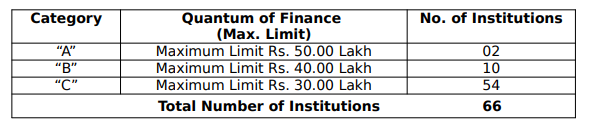 Category Quantum of Finance No. of Institutions
(Max. Limit)
“A” Maximum Limit Rs. 50.00 Lakh 02
“B” Maximum Limit Rs. 40.00 Lakh 10
“C” Maximum Limit Rs. 30.00 Lakh 54
Total Number of Institutions 66